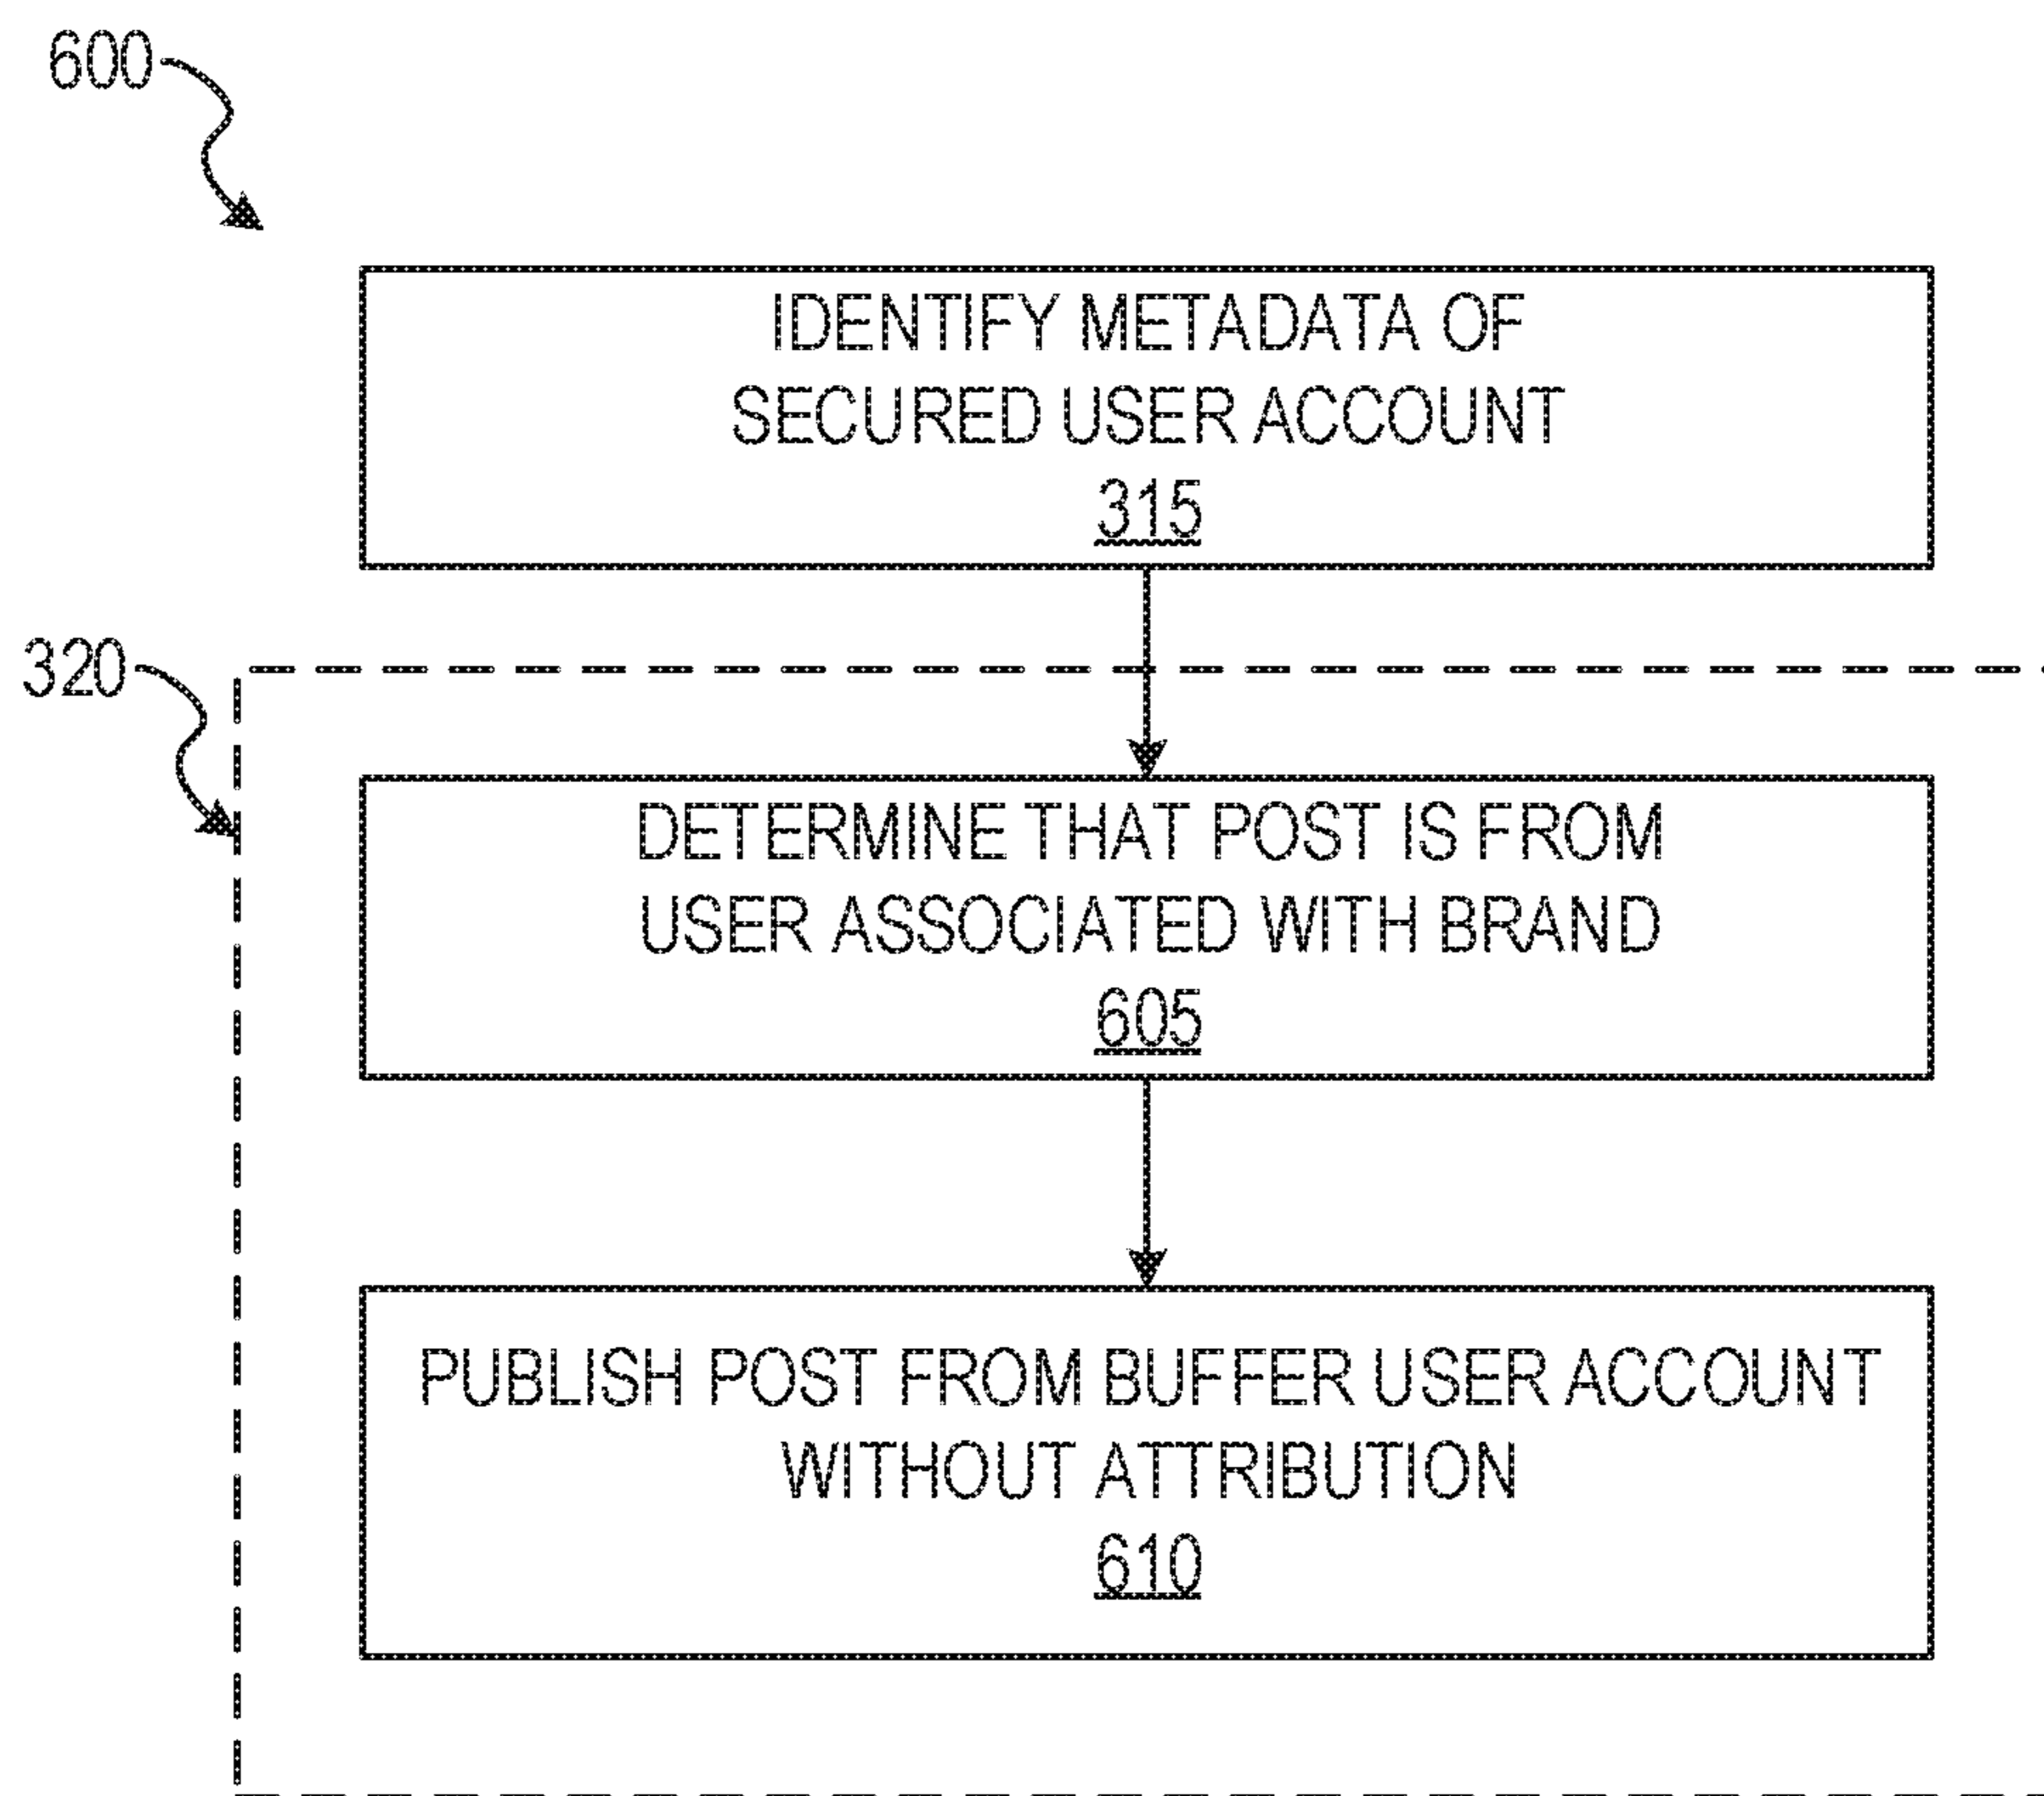 600
IDENTIFY METADATA OF
SECURED USER ACCOUNT
315
320
DETERMINE THAT POST IS FROM
USER ASSOCIATED WITH BRAND
605
PUBLISH POST FROM BUFFER USER ACCOUNT
WITHOUT ATTRIBUTION
610